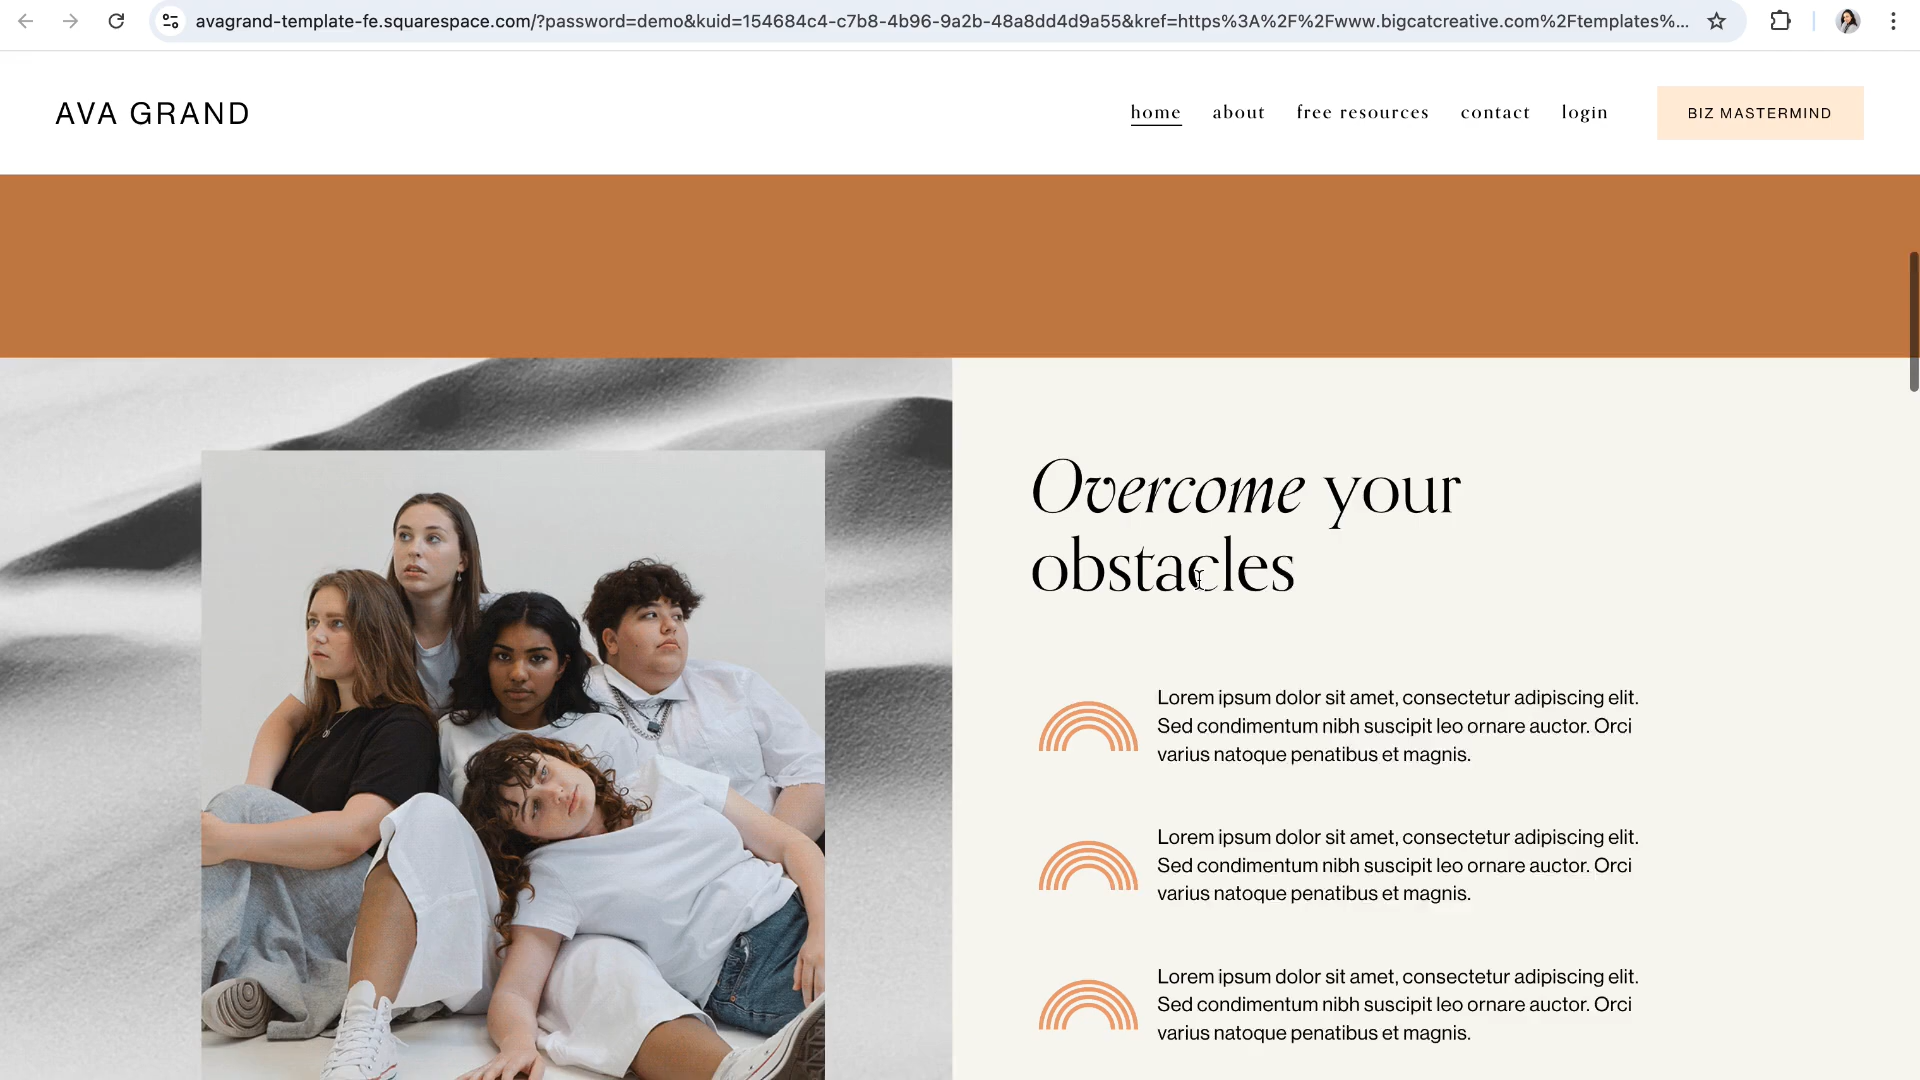 avagrand-template-fe.squarespace.com/?password=demo&kuid=154684c4-c7b8-4b96-9a2b-48a8dd4d9a55&kref=https%3A%2F%2Fwww.bigcatcreative.com%2Ftemplates%...
AVA GRAND
home about free resources contact login BIZ MASTERMIND
Overcome your
obstacles
Lorem ipsum dolor sit amet, consectetur adipiscing elit.
Sed condimentum nibh suscipit leo ornare auctor. Orci
varius natoque penatibus et magnis.
Lorem ipsum dolor sit amet, consectetur adipiscing elit.
Sed condimentum nibh suscipit leo ornare auctor. Orci
varius natoque penatibus et magnis.
Lorem ipsum dolor sit amet, consectetur adipiscing elit.
Sed condimentum nibh suscipit leo ornare auctor. Orci
varius natoque penatibus et magnis.